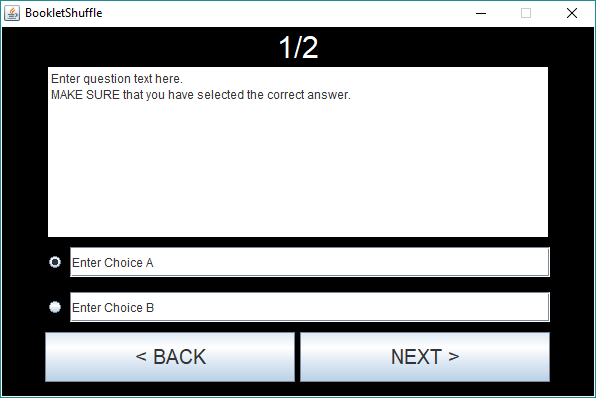 BookletShuffle
1/2
Enter question text here.
MAKE SURE that you have selected the correct answer.
Enter Choice A
Enter Choice B
< BACK
NEXT >